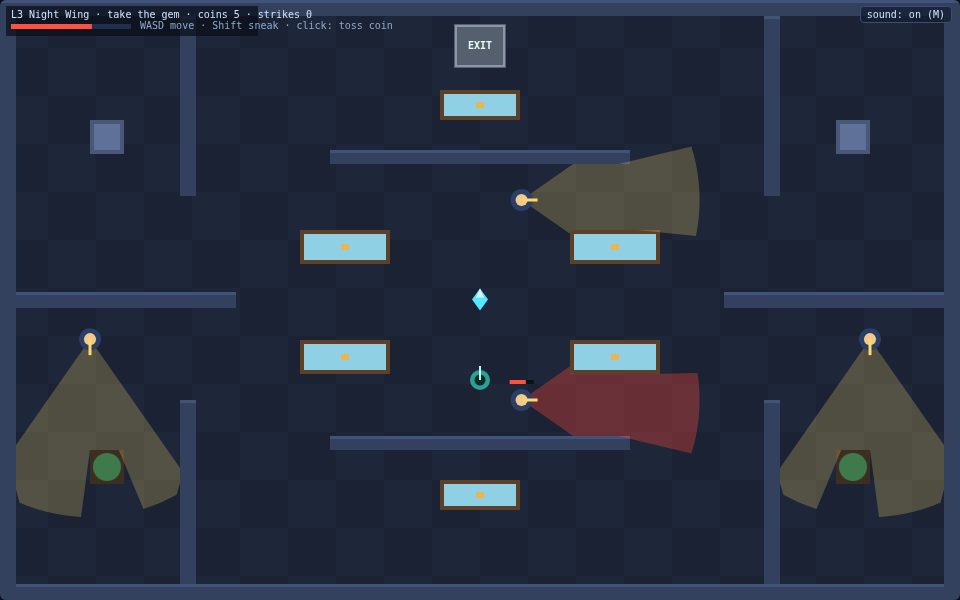 L3 Night Wing · take the gem · coins 5 · strikes 0
sound: on (M)
WASD move · Shift sneak · click: toss coin
EXIT